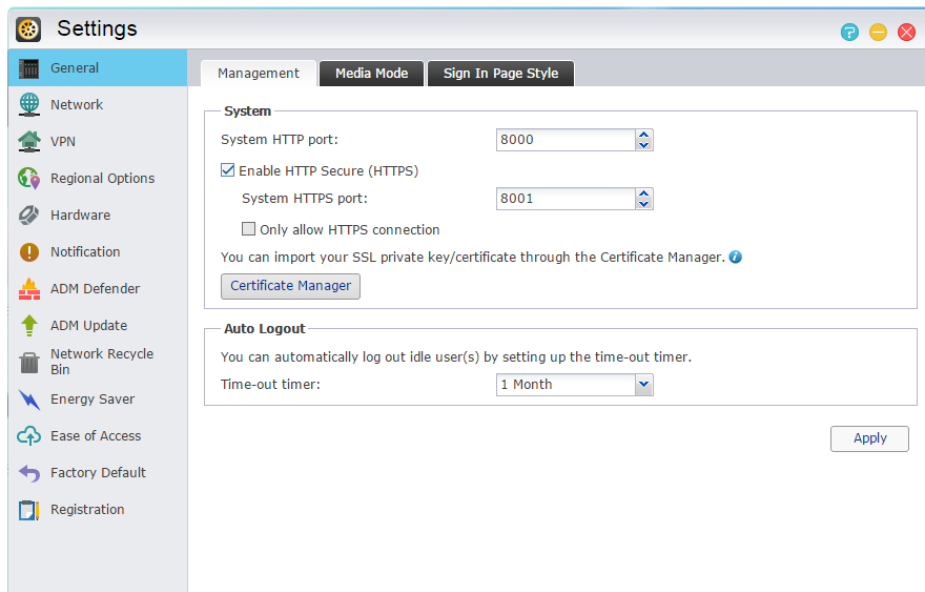 Settings
General
Network
VPN
Regional Options
Hardware
Notification
ADM Defender
ADM Update
Network Recycle
Bin
Energy Saver
Ease of Access
Factory Default
Registration
Management
Media Mode
Sign In Page Style
System
System HTTP port:
8000
Enable HTTP Secure (HTTPS)
System HTTPS port:
8001
Only allow HTTPS connection
You can import your SSL private key/certificate through the Certificate Manager.
Certificate Manager
Auto Logout
You can automatically log out idle user(s) by setting up the time-out timer.
Time-out timer:
1 Month
Apply